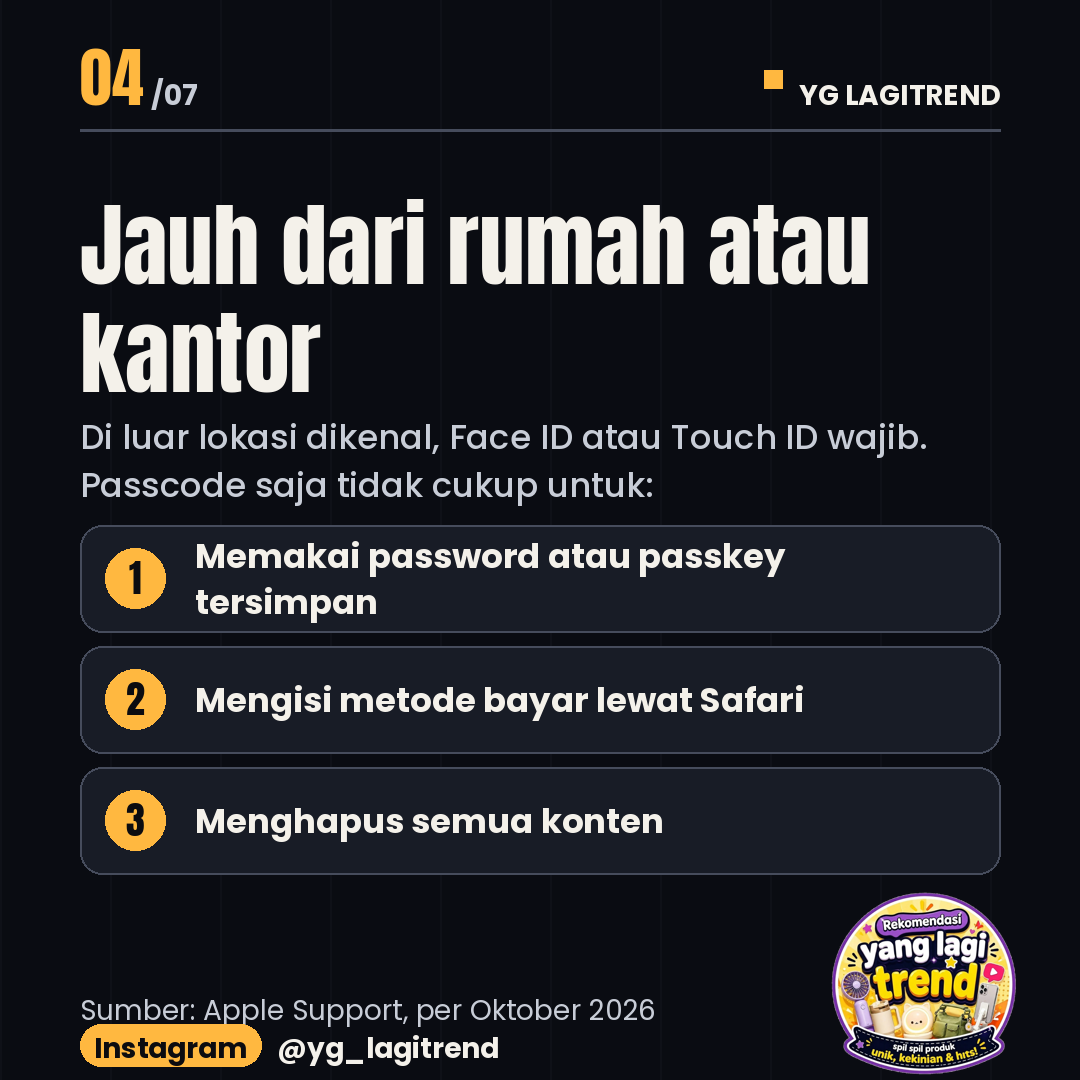 04 /07
YG LAGITREND
Jauh dari rumah atau
kantor
Di luar lokasi dikenal, Face ID atau Touch ID wajib.
Passcode saja tidak cukup untuk:
1 Memakai password atau passkey
tersimpan
2 Mengisi metode bayar lewat Safari
3 Menghapus semua konten
Sumber: Apple Support, per Oktober 2026
Instagram @yg_lagitrend
Rekomendasi
yang lagi
trend
spil spil produk
unik, kekinian & hits!